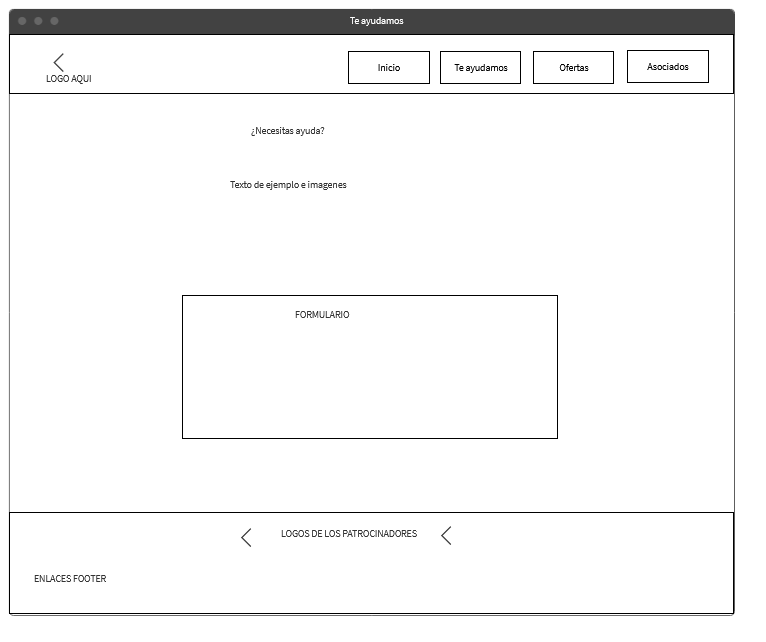 Te ayudamos
LOGO AQUI
Inicio
Te ayudamos
Ofertas
Asociados
¿Necesitas ayuda?
Texto de ejemplo e imagenes
FORMULARIO
LOGOS DE LOS PATROCINADORES
ENLACES FOOTER